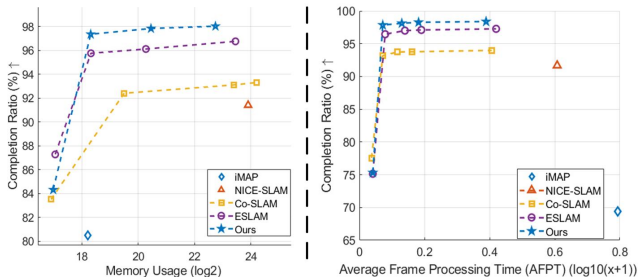 Completion Ratio (%) ↑
98
96
94
92
90
88
86
84
82
80
18
20
22
24
26
Memory Usage (log2)
iMAP
NICE-SLAM
Co-SLAM
ESLAM
Ours
Completion Ratio (%) ↑
100
95
90
85
80
75
70
65
0
0.2
0.4
0.6
0.8
Average Frame Processing Time (AFPT) (log10(x+1))
iMAP
NICE-SLAM
Co-SLAM
ESLAM
Ours